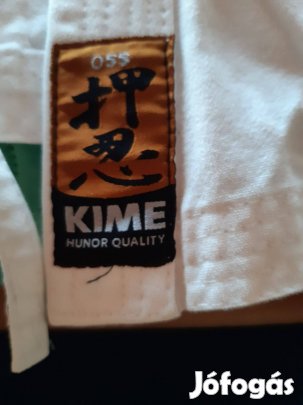 OSS
押
忍
KIME
HUNOR QUALITY
Jófogás